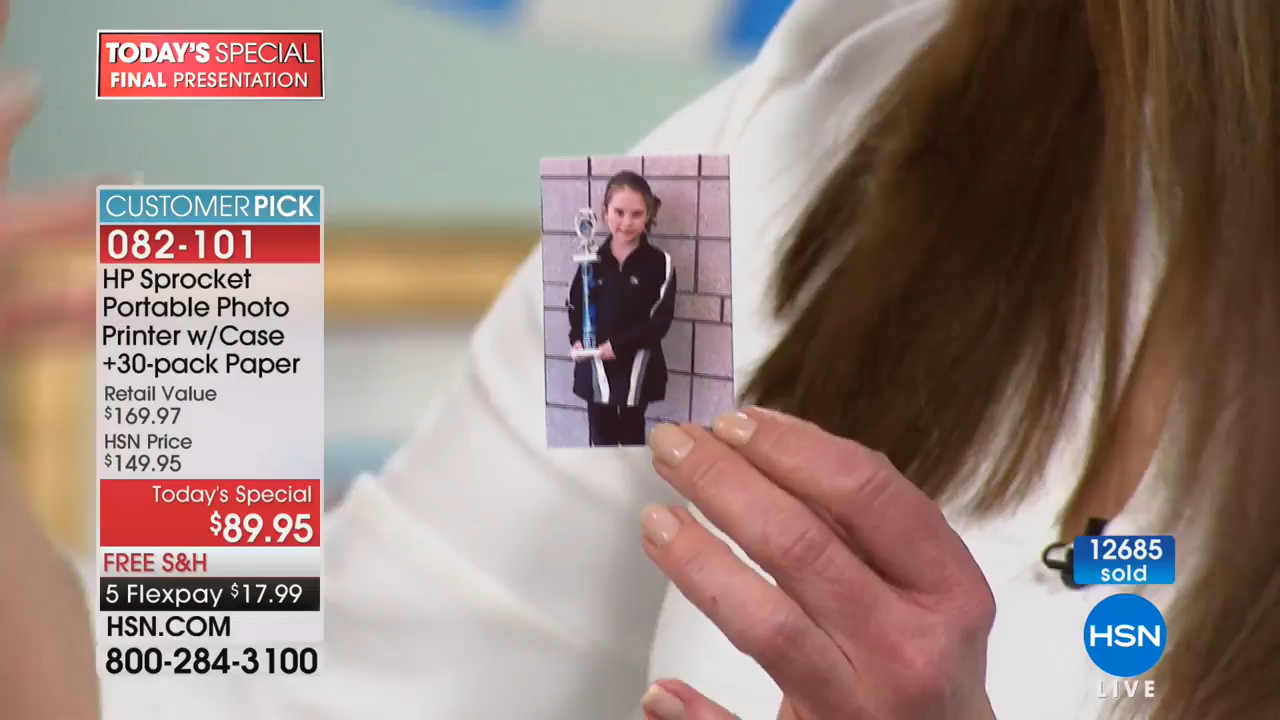 TODAY'S SPECIAL
FINAL PRESENTATION
CUSTOMER PICK
082-101
HP Sprocket
Portable Photo
Printer w/Case
+30-pack Paper
Retail Value
$169.97
HSN Price
$149.95
Today's Special
$89.95
FREE S&H
5 Flexpay $17.99
HSN.COM
800-284-3100
12685
sold
HSN
LIVE